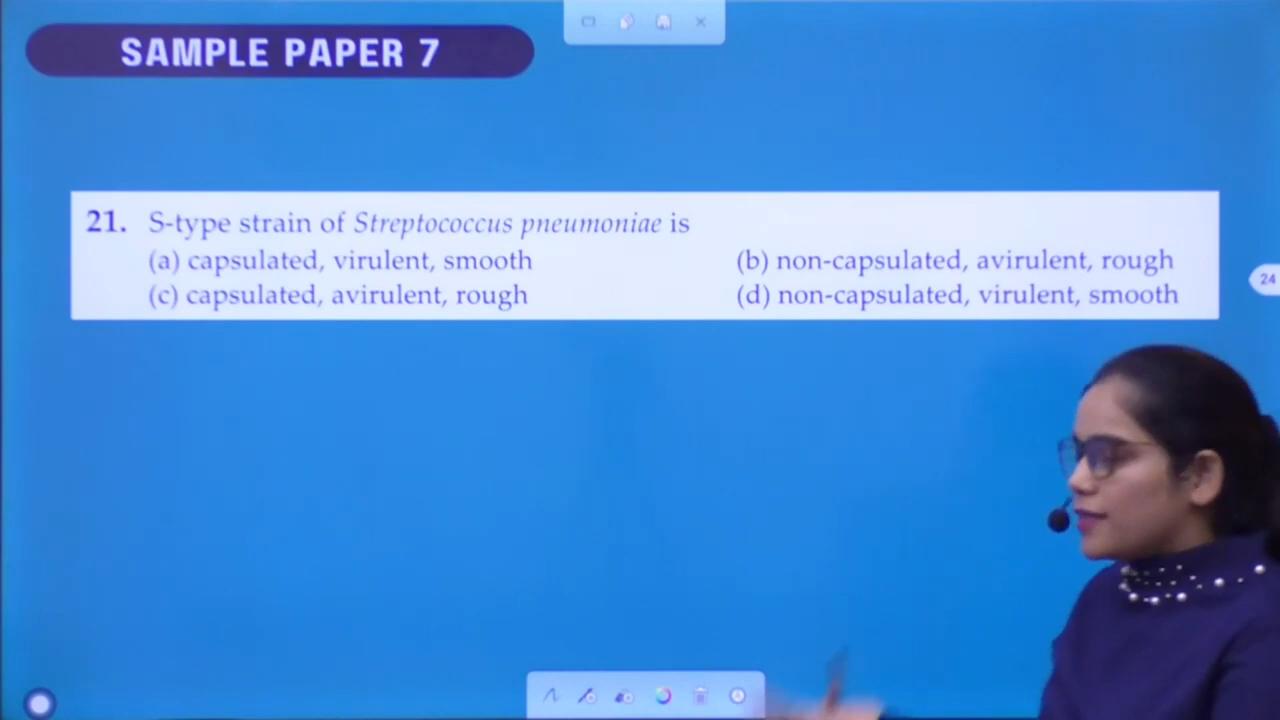 SAMPLE PAPER 7
21. S-type strain of Streptococcus pneumoniae is
(a) capsulated, virulent, smooth (b) non-capsulated, avirulent, rough
(c) capsulated, avirulent, rough (d) non-capsulated, virulent, smooth
24